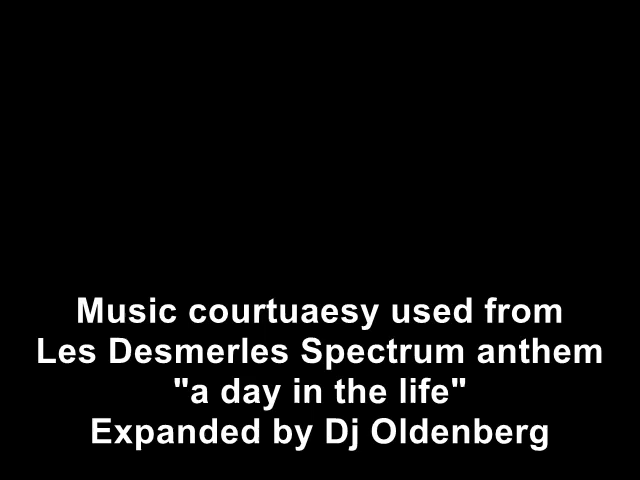 Music courtuaesy used from
Les Desmerles Spectrum anthem
"a day in the life"
Expanded by Dj Oldenberg